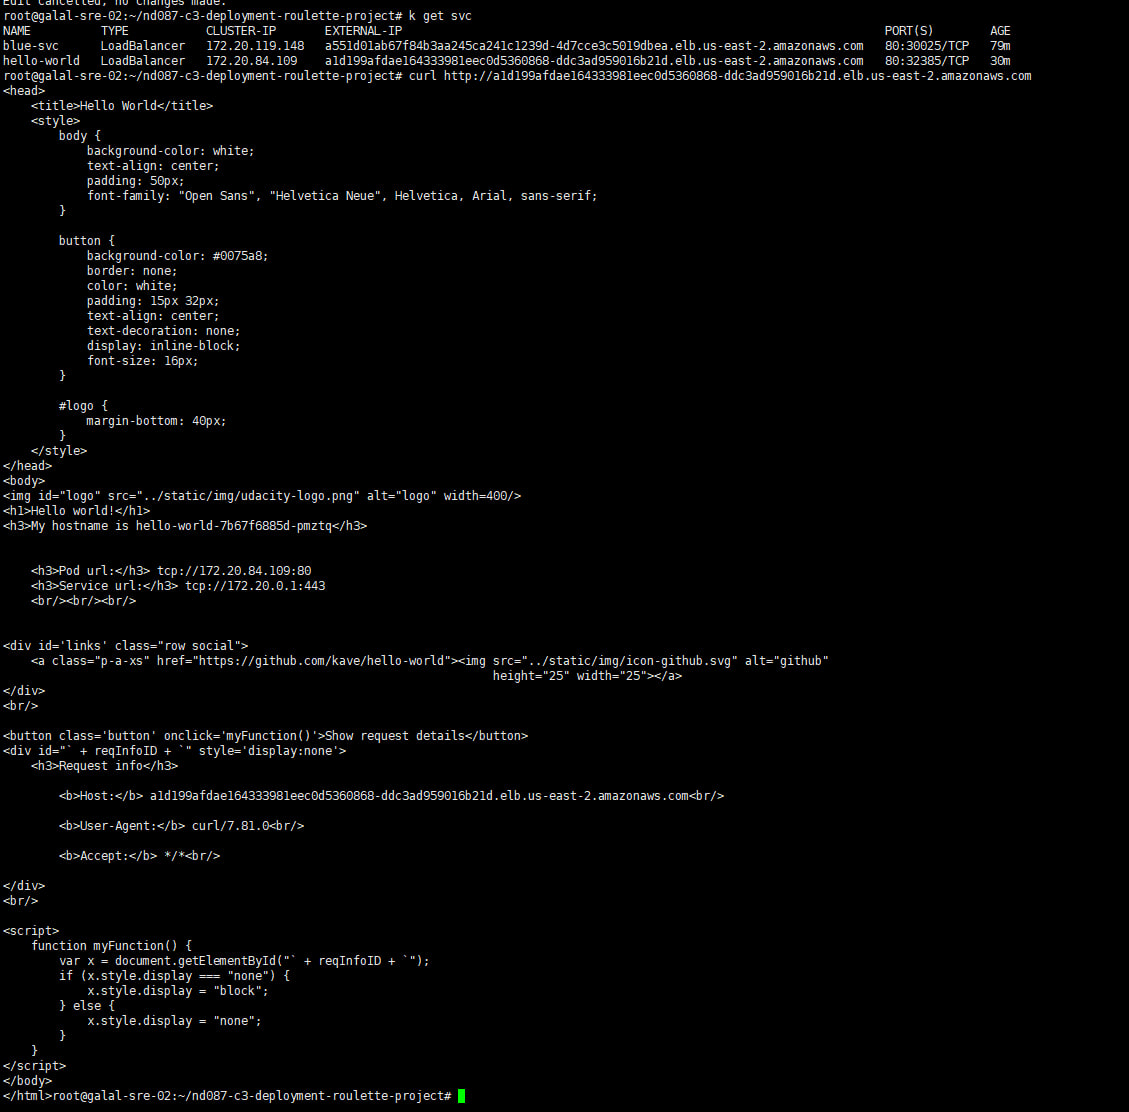 Edit cancelled, no changes made.
root@galal-sre-02:~/nd087-c3-deployment-roulette-project# k get svc
NAME          TYPE           CLUSTER-IP       EXTERNAL-IP                                                                     PORT(S)        AGE
blue-svc      LoadBalancer   172.20.119.148   a551d01ab67f84b3aa245ca241c1239d-4d7cce3c5019dbea.elb.us-east-2.amazonaws.com   80:30025/TCP   79m
hello-world   LoadBalancer   172.20.84.109    a1d199afdae164333981eec0d5360868-ddc3ad959016b21d.elb.us-east-2.amazonaws.com   80:32385/TCP   30m
root@galal-sre-02:~/nd087-c3-deployment-roulette-project# curl http://a1d199afdae164333981eec0d5360868-ddc3ad959016b21d.elb.us-east-2.amazonaws.com
<head>
    <title>Hello World</title>
    <style>
        body {
            background-color: white;
            text-align: center;
            padding: 50px;
            font-family: "Open Sans", "Helvetica Neue", Helvetica, Arial, sans-serif;
        }
        button {
            background-color: #0075a8;
            border: none;
            color: white;
            padding: 15px 32px;
            text-align: center;
            text-decoration: none;
            display: inline-block;
            font-size: 16px;
        }
        #logo {
            margin-bottom: 40px;
        }
    </style>
</head>
<body>
<img id="logo" src="../static/img/udacity-logo.png" alt="logo" width=400/>
<h1>Hello world!</h1>
<h3>My hostname is hello-world-7b67f6885d-pmztq</h3>
    <h3>Pod url:</h3> tcp://172.20.84.109:80
    <h3>Service url:</h3> tcp://172.20.0.1:443
    <br/><br/><br/>
<div id='links' class="row social">
    <a class="p-a-xs" href="https://github.com/kave/hello-world"><img src="../static/img/icon-github.svg" alt="github"
                                                                      height="25" width="25"></a>
</div>
<br/>
<button class='button' onclick='myFunction()'>Show request details</button>
<div id="` + reqInfoID + `" style='display:none'>
    <h3>Request info</h3>
        <b>Host:</b> a1d199afdae164333981eec0d5360868-ddc3ad959016b21d.elb.us-east-2.amazonaws.com<br/>
        <b>User-Agent:</b> curl/7.81.0<br/>
        <b>Accept:</b> */*<br/>
</div>
<br/>
<script>
    function myFunction() {
        var x = document.getElementById("` + reqInfoID + `");
        if (x.style.display === "none") {
            x.style.display = "block";
        } else {
            x.style.display = "none";
        }
    }
</script>
</body>
</html>root@galal-sre-02:~/nd087-c3-deployment-roulette-project#